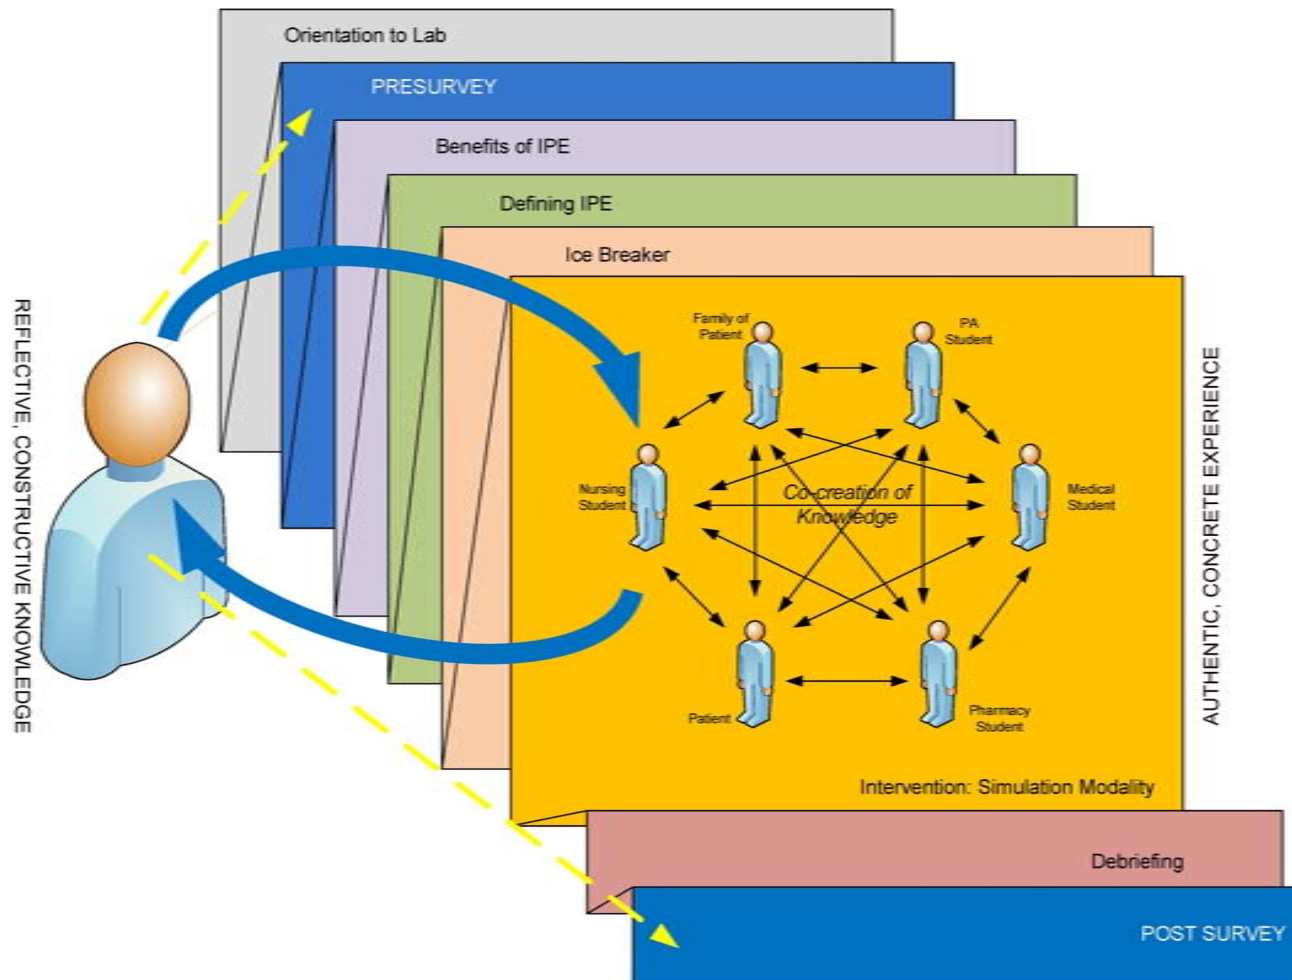 Orientation to Lab
PRESURVEY
Benefits of IPE
Defining IPE
Ice Breaker
Family of
Patient
PA
Student
Nursing
Student
Co-creation of
Knowledge
Medical
Student
Patient
Pharmacy
Student
Intervention: Simulation Modality
Debriefing
POST SURVEY
REFLECTIVE, CONSTRUCTIVE KNOWLEDGE
AUTHENTIC, CONCRETE EXPERIENCE